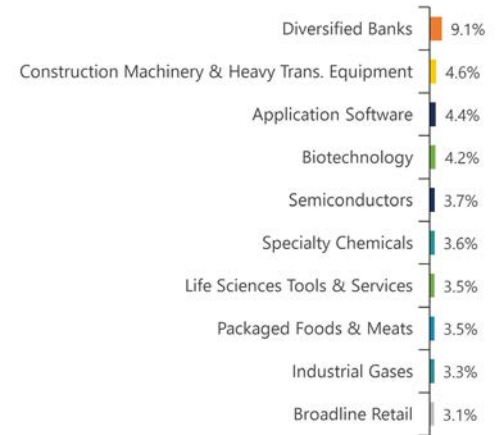 Diversified Banks 9.1%
Construction Machinery & Heavy Trans. Equipment 4.6%
Application Software 4.4%
Biotechnology 4.2%
Semiconductors 3.7%
Specialty Chemicals 3.6%
Life Sciences Tools & Services 3.5%
Packaged Foods & Meats 3.5%
Industrial Gases 3.3%
Broadline Retail 3.1%